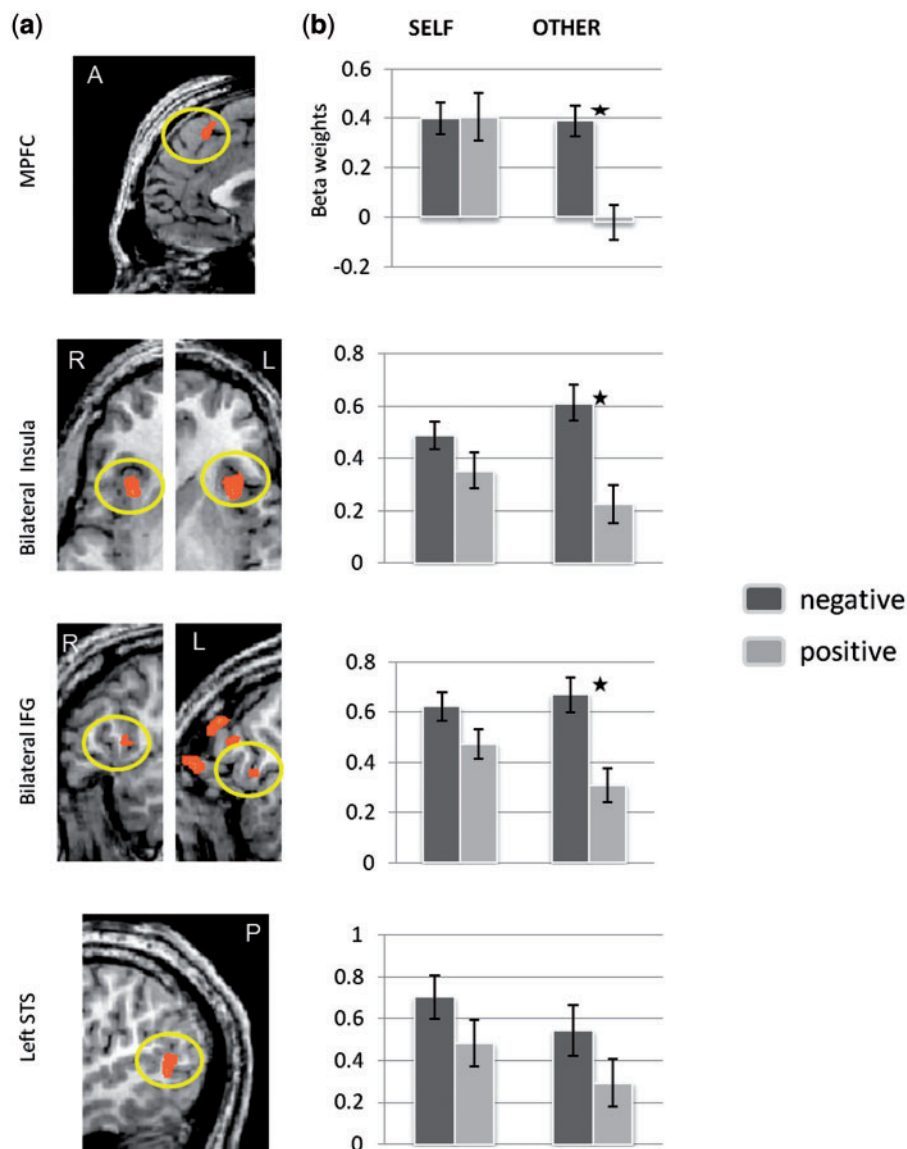 (a)
(b)
SELF OTHER
MPFC
A
Beta weights
0.6
0.4
0.2
0
-0.2
★
Bilateral Insula
R L
0.8
0.6
0.4
0.2
0
★
negative
positive
Bilateral IFG
R L
0.8
0.6
0.4
0.2
0
★
Left STS
P
1
0.8
0.6
0.4
0.2
0